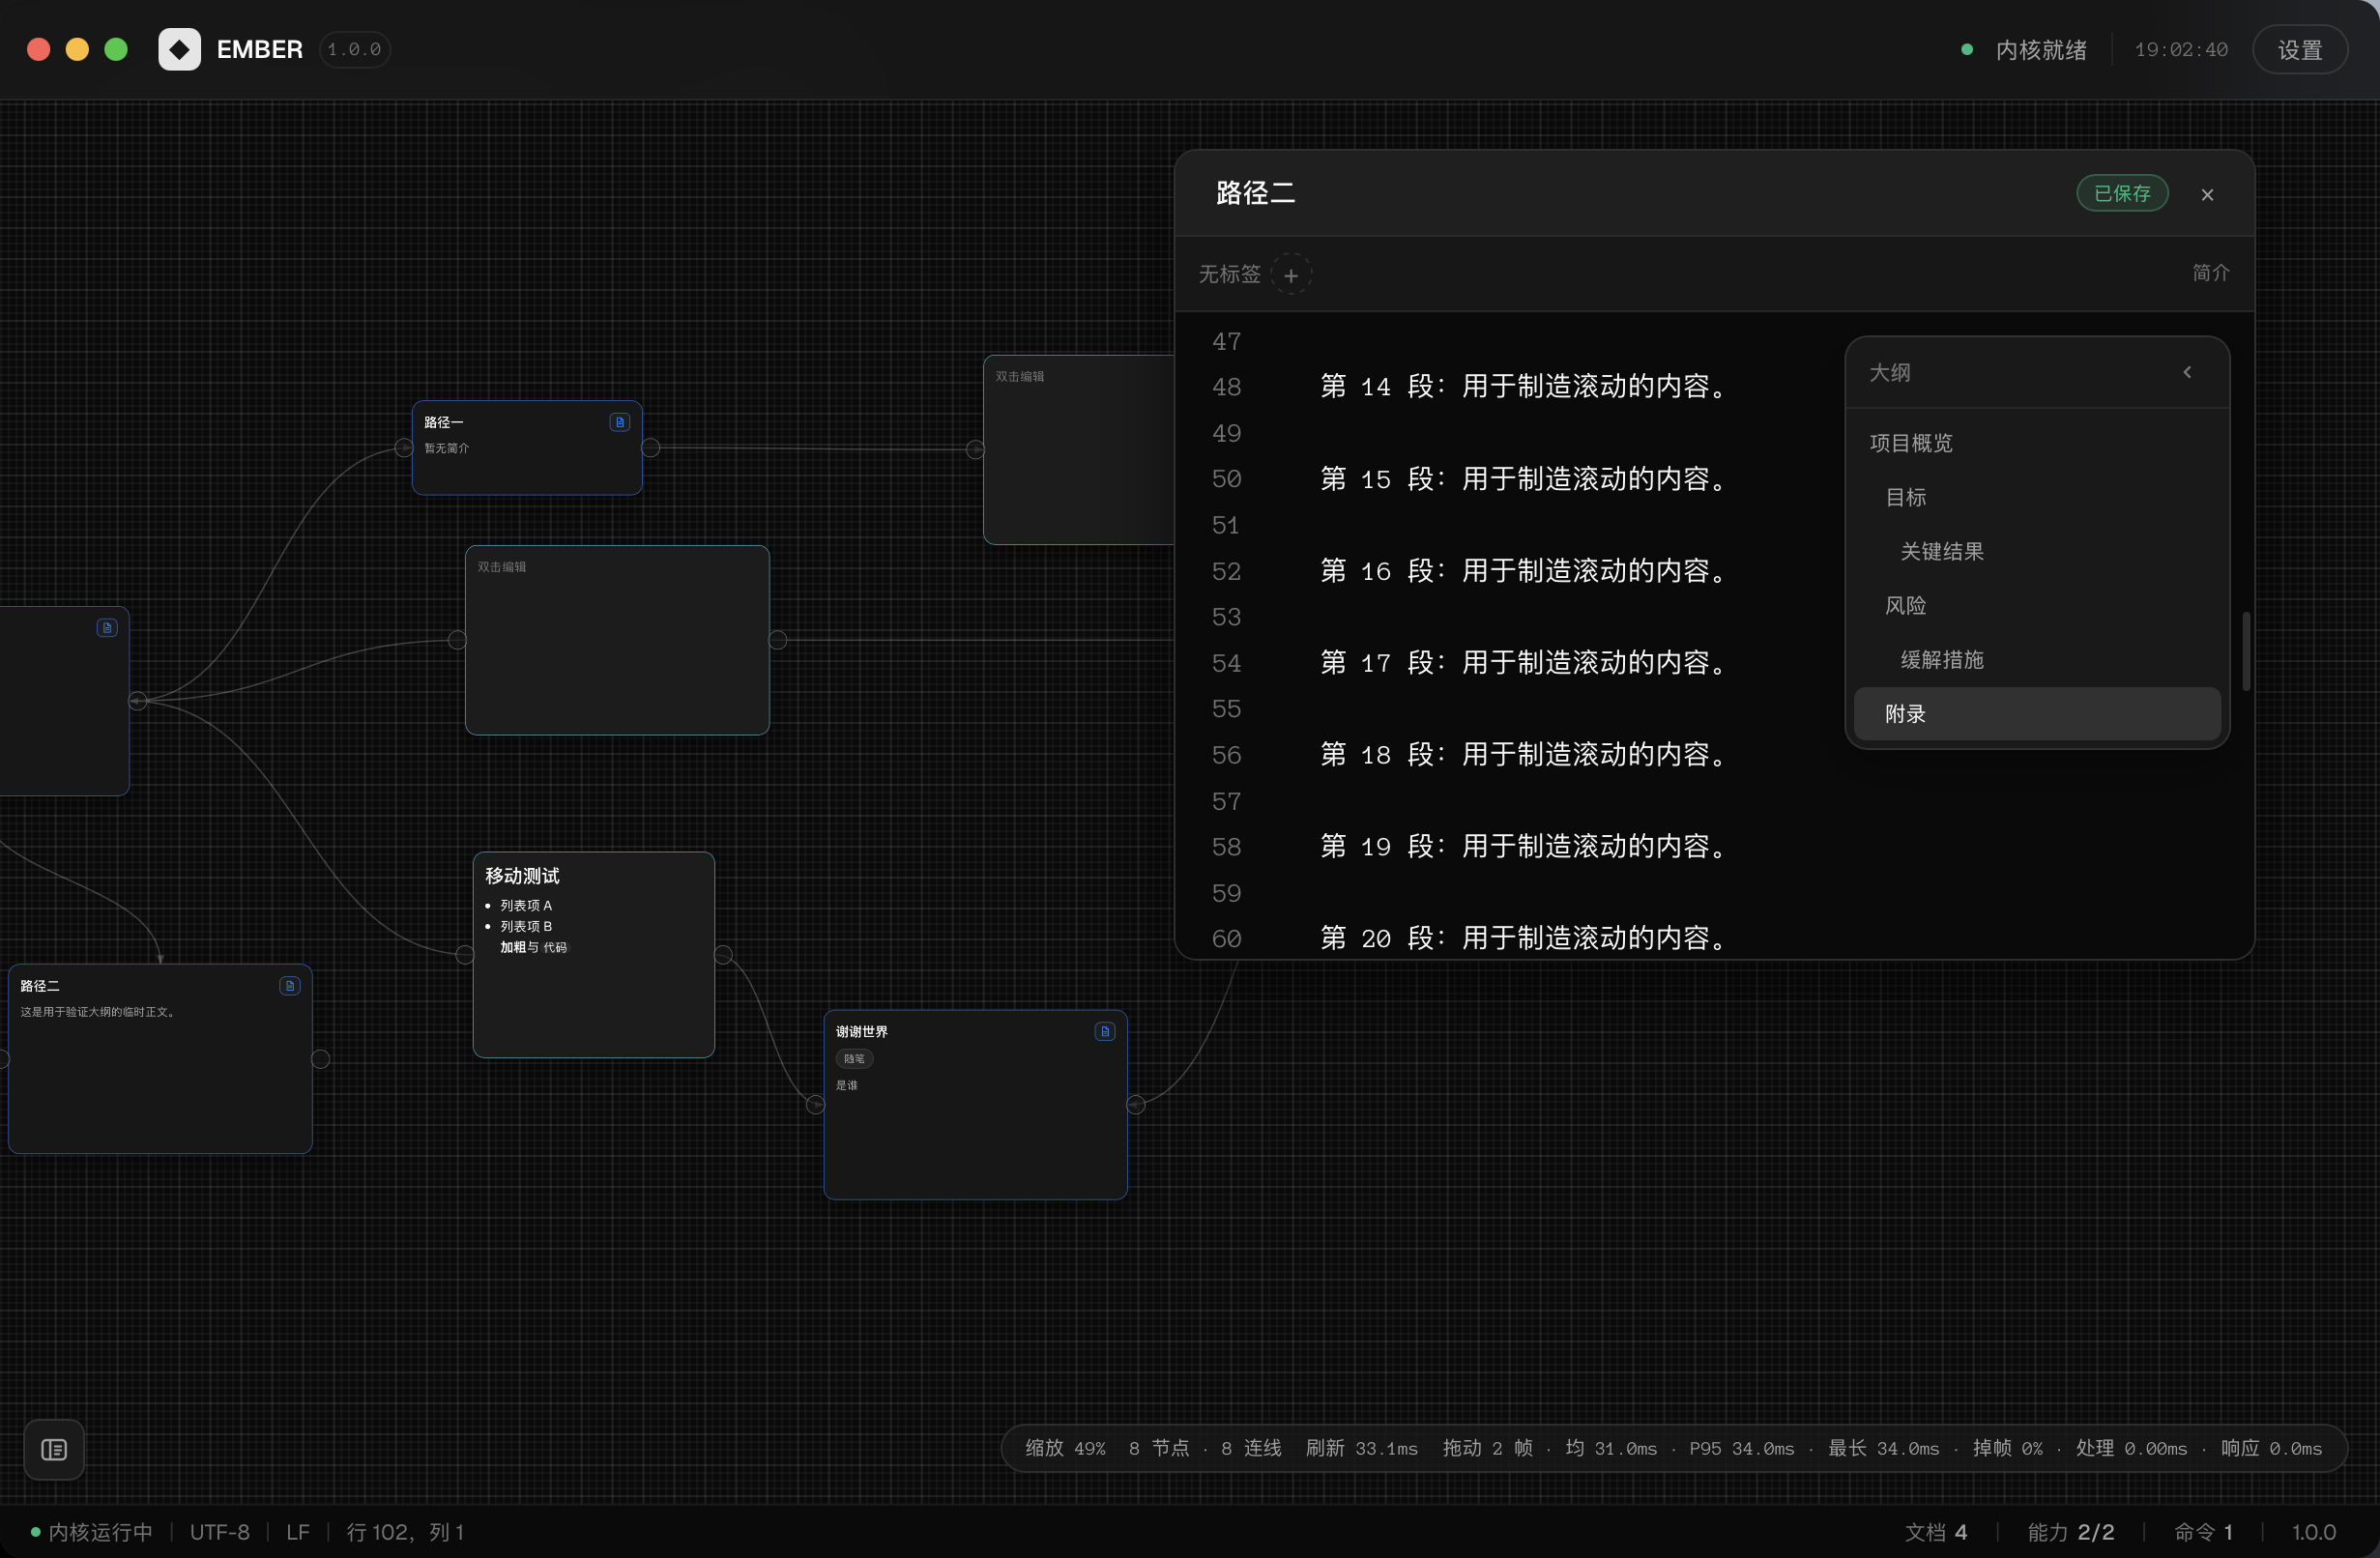 EMBER 1.0.0
内核就绪 19:02:40 设置
路径二 已保存 ×
无标签 + 简介
47
48 第 14 段：用于制造滚动的内容。
49
50 第 15 段：用于制造滚动的内容。
51
52 第 16 段：用于制造滚动的内容。
53
54 第 17 段：用于制造滚动的内容。
55
56 第 18 段：用于制造滚动的内容。
57
58 第 19 段：用于制造滚动的内容。
59
60 第 20 段：用于制造滚动的内容。
大纲
项目概览
目标
关键结果
风险
缓解措施
附录
双击编辑
路径一
暂无简介
双击编辑
移动测试
• 列表项 A
• 列表项 B
加粗与 代码
路径二
这是用于验证大纲的临时正文。
谢谢世界
随笔
是谁
缩放 49% 8 节点 · 8 连线 刷新 33.1ms 拖动 2 帧 · 均 31.0ms · P95 34.0ms · 最长 34.0ms · 掉帧 0% · 处理 0.00ms · 响应 0.0ms
内核运行中 UTF-8 LF 行 102，列 1
文档 4 能力 2/2 命令 1 1.0.0